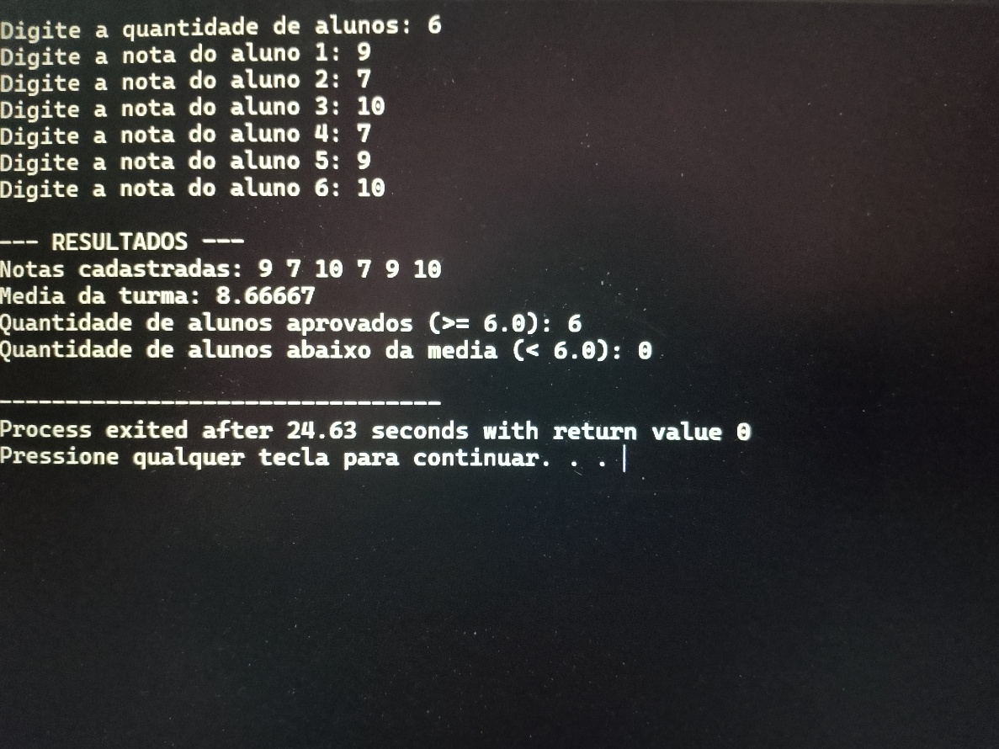 Digite a quantidade de alunos: 6
Digite a nota do aluno 1: 9
Digite a nota do aluno 2: 7
Digite a nota do aluno 3: 10
Digite a nota do aluno 4: 7
Digite a nota do aluno 5: 9
Digite a nota do aluno 6: 10

--- RESULTADOS ---
Notas cadastradas: 9 7 10 7 9 10
Media da turma: 8.66667
Quantidade de alunos aprovados (>= 6.0): 6
Quantidade de alunos abaixo da media (< 6.0): 0

--------------------------------
Process exited after 24.63 seconds with return value 0
Pressione qualquer tecla para continuar. . .